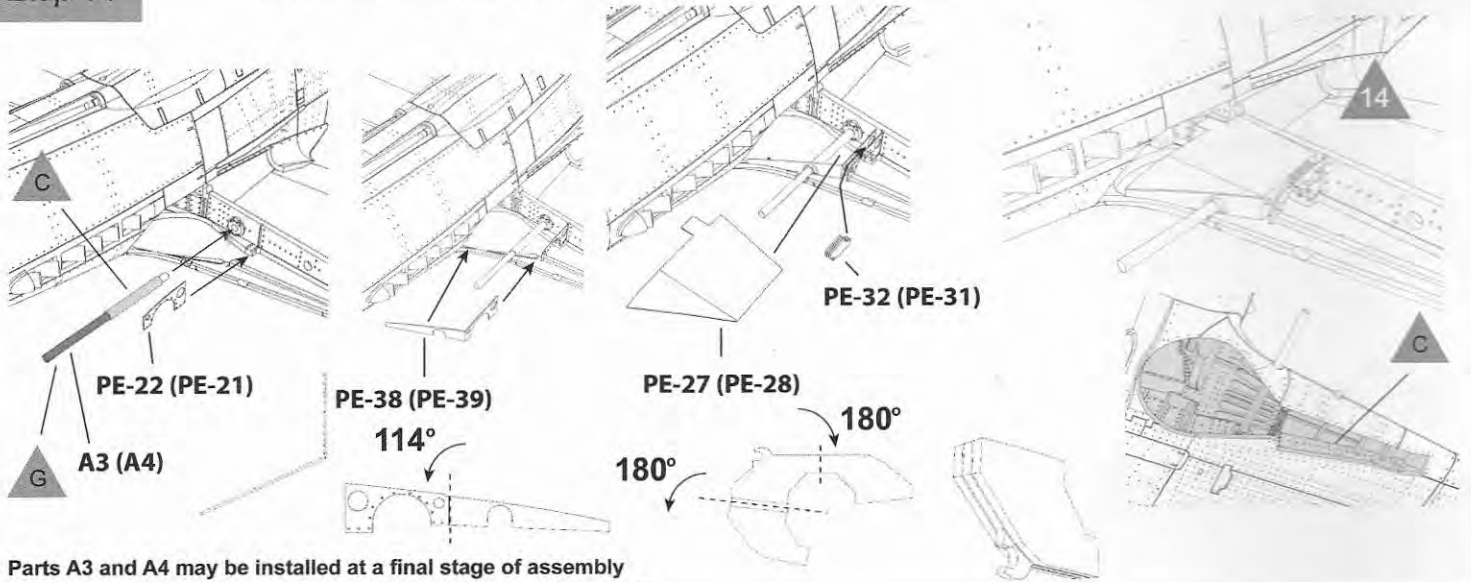 C
PE-22 (PE-21)
A3 (A4)
G
PE-38 (PE-39)
114°
PE-32 (PE-31)
PE-27 (PE-28)
180°
180°
14
C
Parts A3 and A4 may be installed at a final stage of assembly